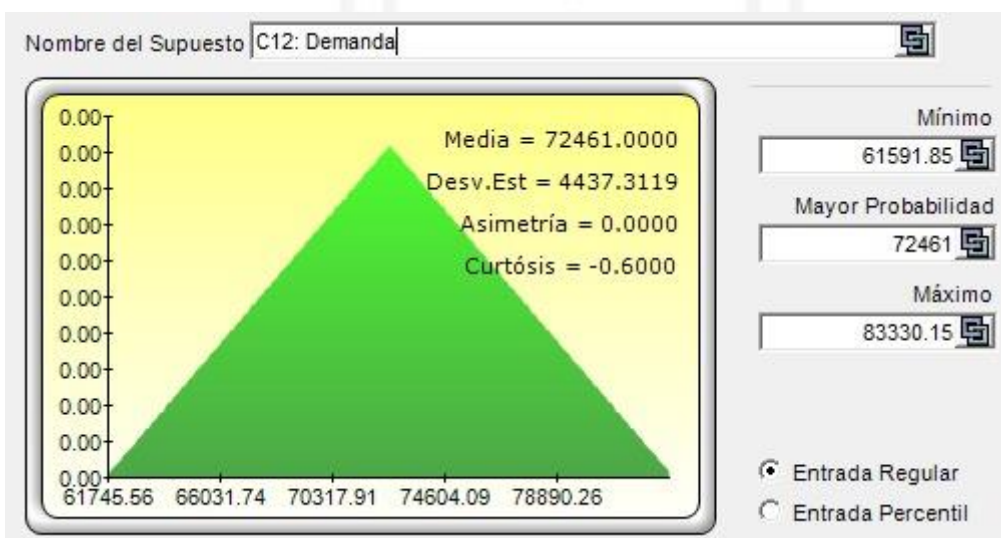 Nombre del Supuesto C12: Demanda
0.00
0.00
0.00
0.00
0.00
0.00
0.00
0.00
0.00
0.00
0.00
Media = 72461.0000
Desv.Est = 4437.3119
Asimetría = 0.0000
Curtósis = -0.6000
61745.56 66031.74 70317.91 74604.09 78890.26
Mínimo
61591.85
Mayor Probabilidad
72461
Máximo
83330.15
Entrada Regular
Entrada Percentil